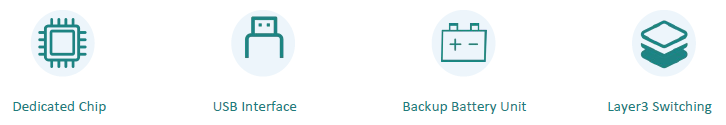 Dedicated Chip
USB Interface
Backup Battery Unit
Layer3 Switching